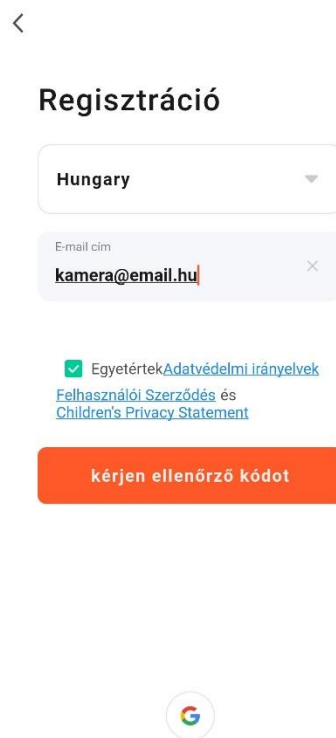 Regisztráció
Hungary
E-mail cím
kamera@email.hu
EgyetértekAdatvédelmi irányelvek
Felhasználói Szerződés és
Children's Privacy Statement
kérjen ellenőrző kódot